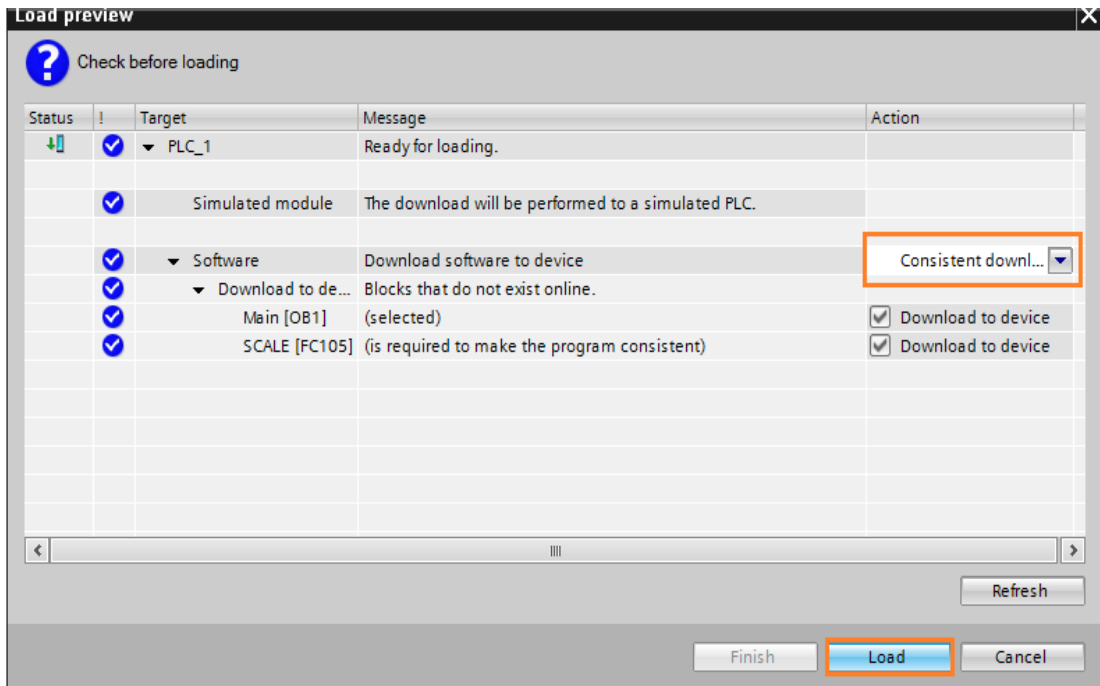 Load preview
Check before loading
Status ! Target Message Action
PLC_1 Ready for loading.
Simulated module The download will be performed to a simulated PLC.
Software Download software to device Consistent downl...
Download to de... Blocks that do not exist online.
Main [OB1] (selected) Download to device
SCALE [FC105] (is required to make the program consistent) Download to device
Refresh
Finish Load Cancel